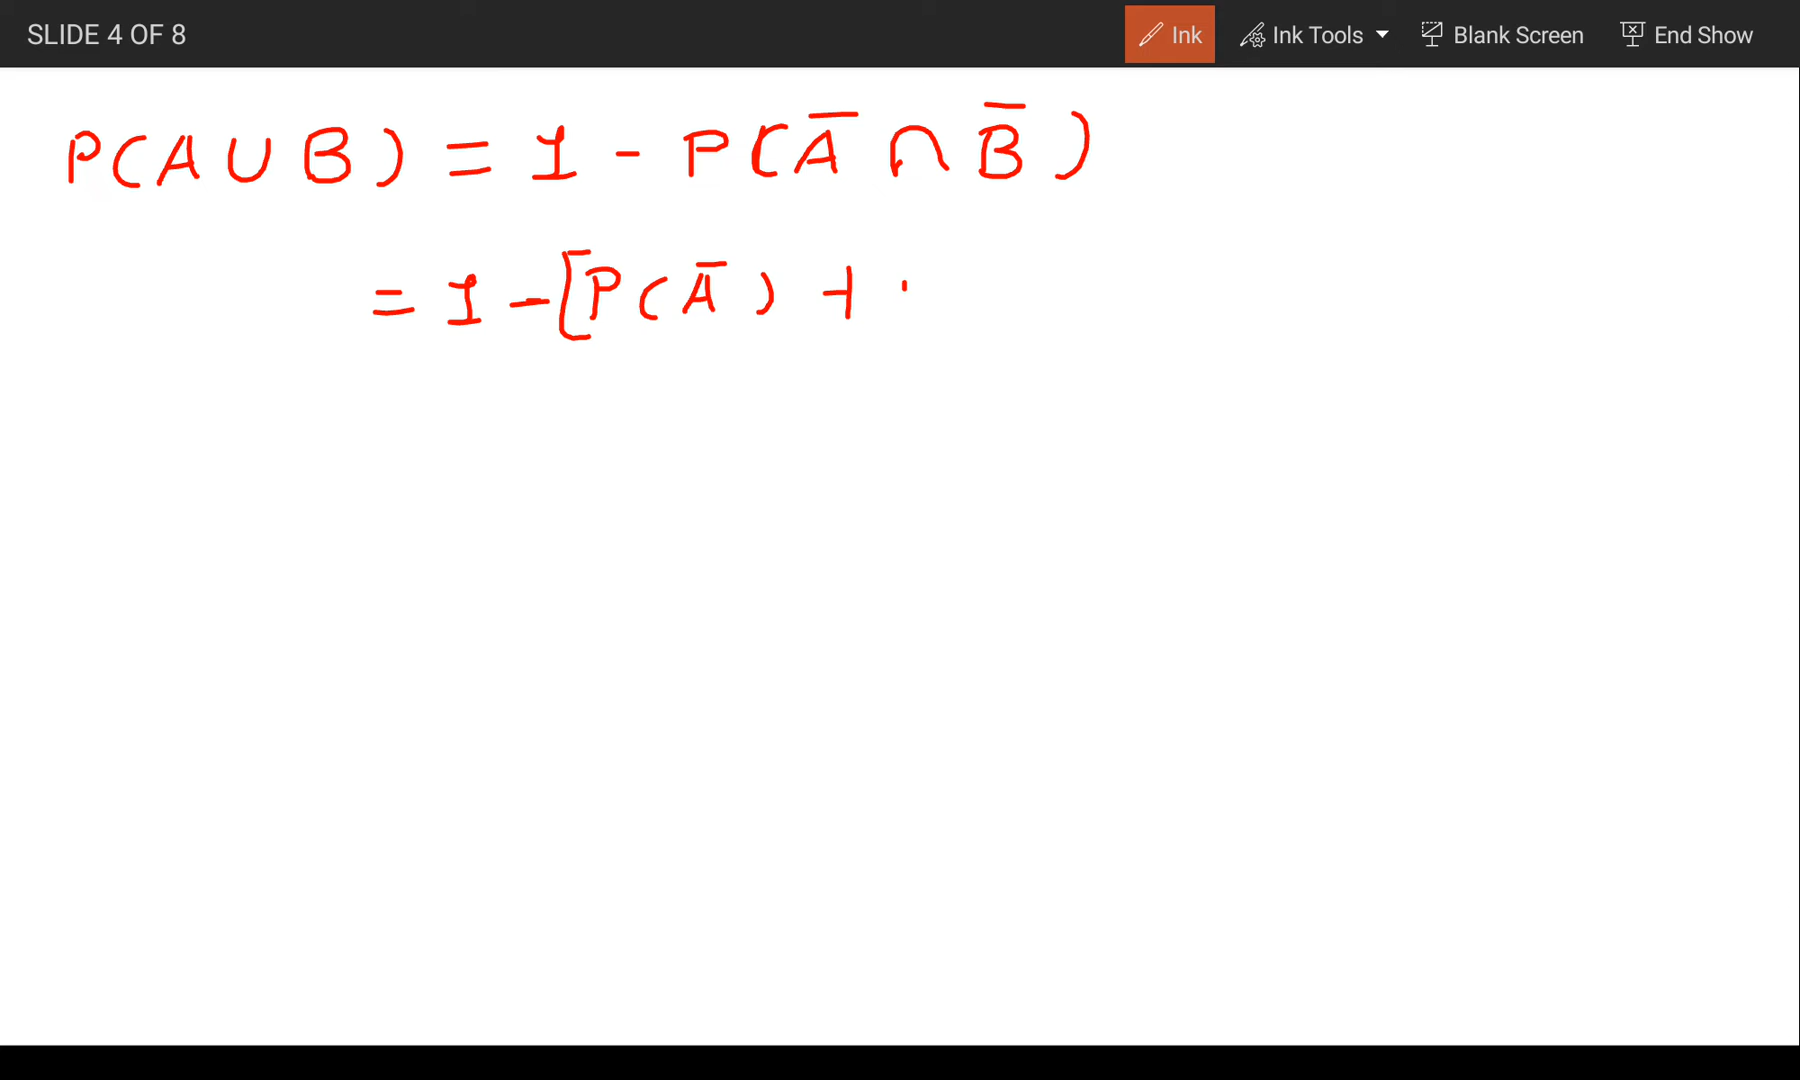 SLIDE 4 OF 8
Ink
Ink Tools
Blank Screen
End Show
P(A∪B) = 1 - P(A̅ ∩ B̅)
= 1 - [P(A̅) +